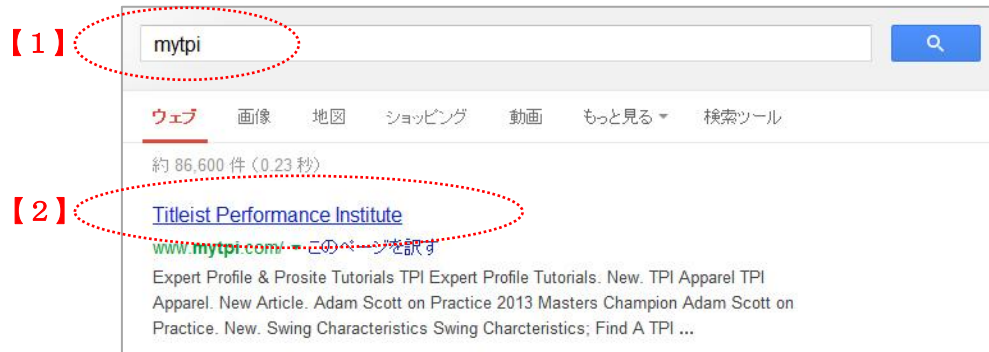 【1】 mytpi
ウェブ 画像 地図 ショッピング 動画 もっと見る 検索ツール
約 86,600 件 (0.23 秒)
【2】
Titleist Performance Institute
www.mytpi.com/ このページを訳す
Expert Profile & Prosite Tutorials TPI Expert Profile Tutorials. New. TPI Apparel TPI
Apparel. New Article. Adam Scott on Practice 2013 Masters Champion Adam Scott on
Practice. New. Swing Characteristics Swing Charcteristics; Find A TPI ...